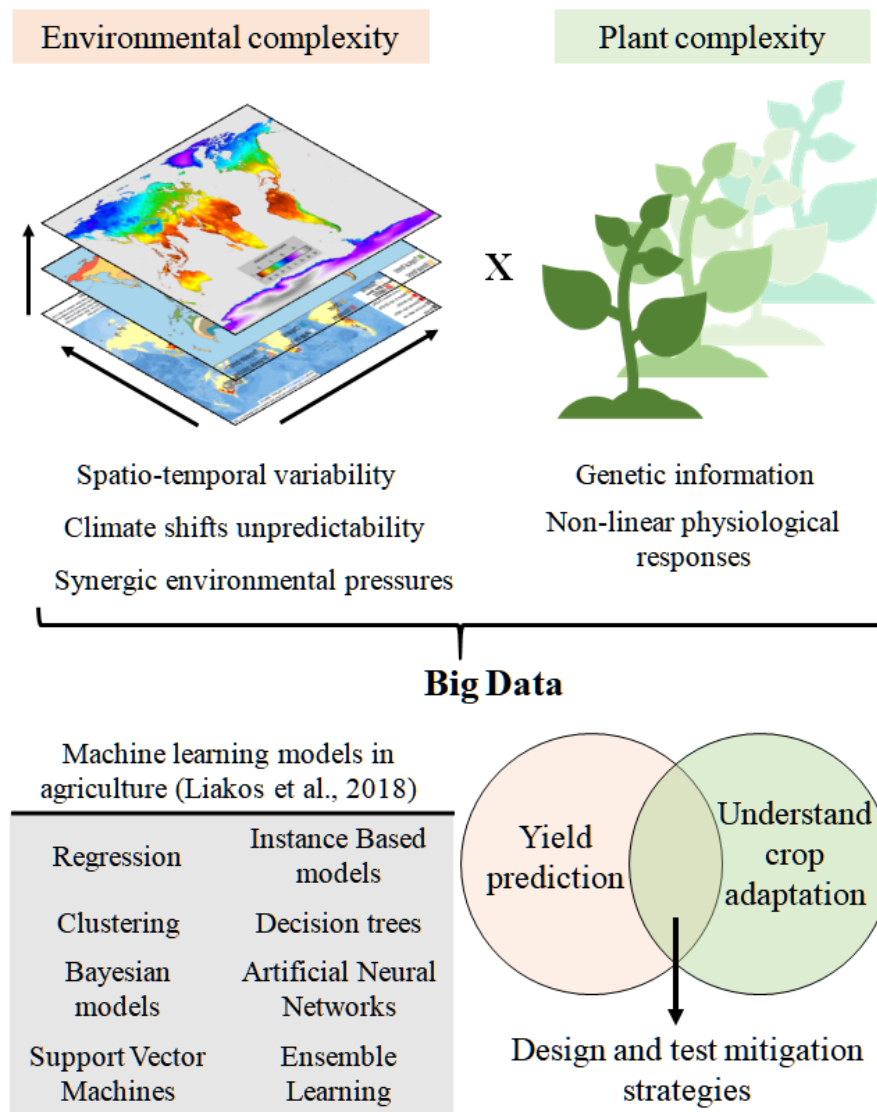 Environmental complexity
Plant complexity
X
Spatio-temporal variability
Climate shifts unpredictability
Synergic environmental pressures
Genetic information
Non-linear physiological
responses
Big Data
Machine learning models in
agriculture (Liakos et al., 2018)
Regression
Instance Based
models
Clustering
Decision trees
Bayesian
models
Artificial Neural
Networks
Support Vector
Machines
Ensemble
Learning
Yield
prediction
Understand
crop
adaptation
Design and test mitigation
strategies